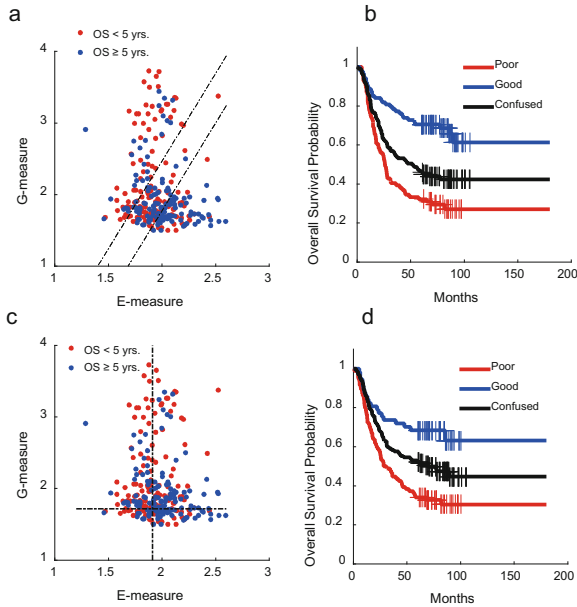 a
OS < 5 yrs.
OS ≥ 5 yrs.
4
3
2
1
G-measure
1
1.5
2
2.5
3
E-measure
b
Poor
Good
Confused
1
0.8
0.6
0.4
0.2
0
Overall Survival Probability
0
50
100
150
200
Months
c
OS < 5 yrs.
OS ≥ 5 yrs.
4
3
2
1
G-measure
1
1.5
2
2.5
3
E-measure
d
Poor
Good
Confused
1
0.8
0.6
0.4
0.2
0
Overall Survival Probability
0
50
100
150
200
Months